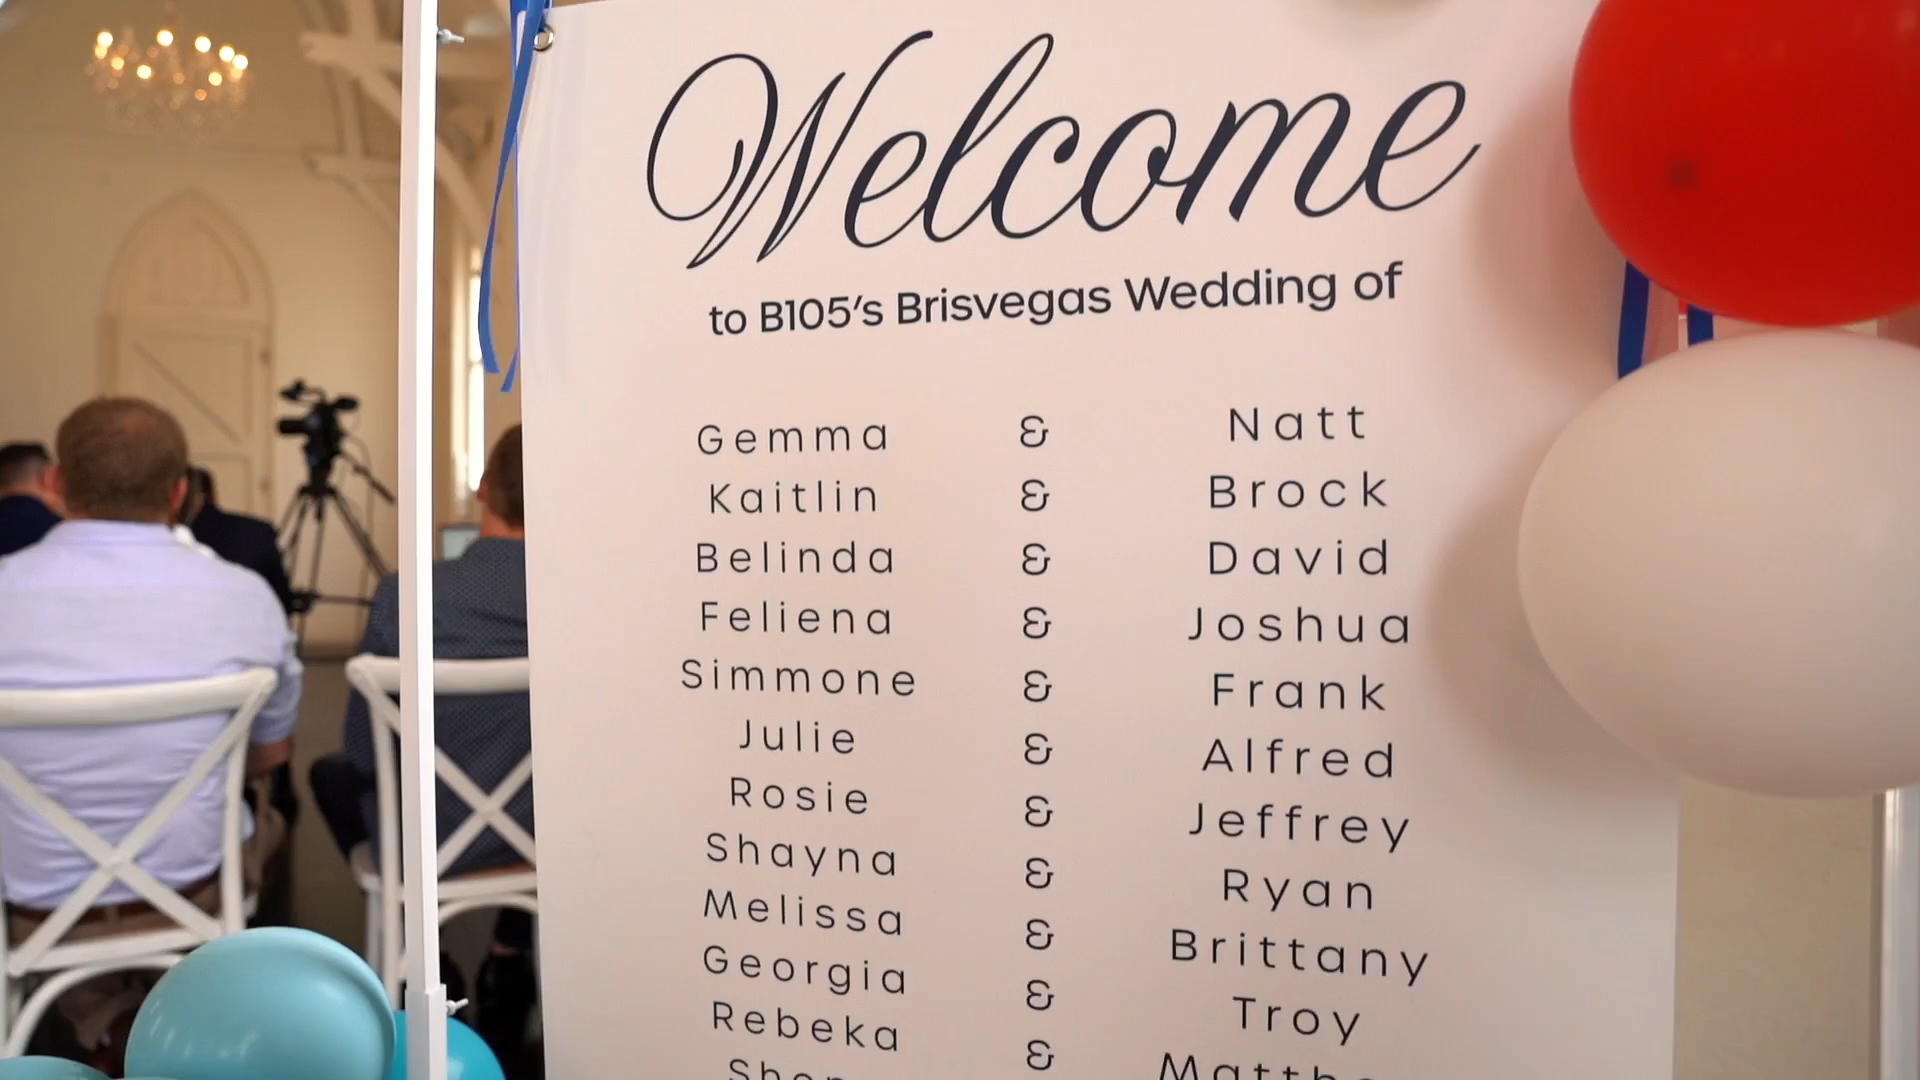 Welcome
to B105's Brisvegas Wedding of
Gemma & Natt
Kaitlin & Brock
Belinda & David
Feliena & Joshua
Simmone & Frank
Julie & Alfred
Rosie & Jeffrey
Shayna & Ryan
Melissa & Brittany
Georgia & Troy
Rebeka &